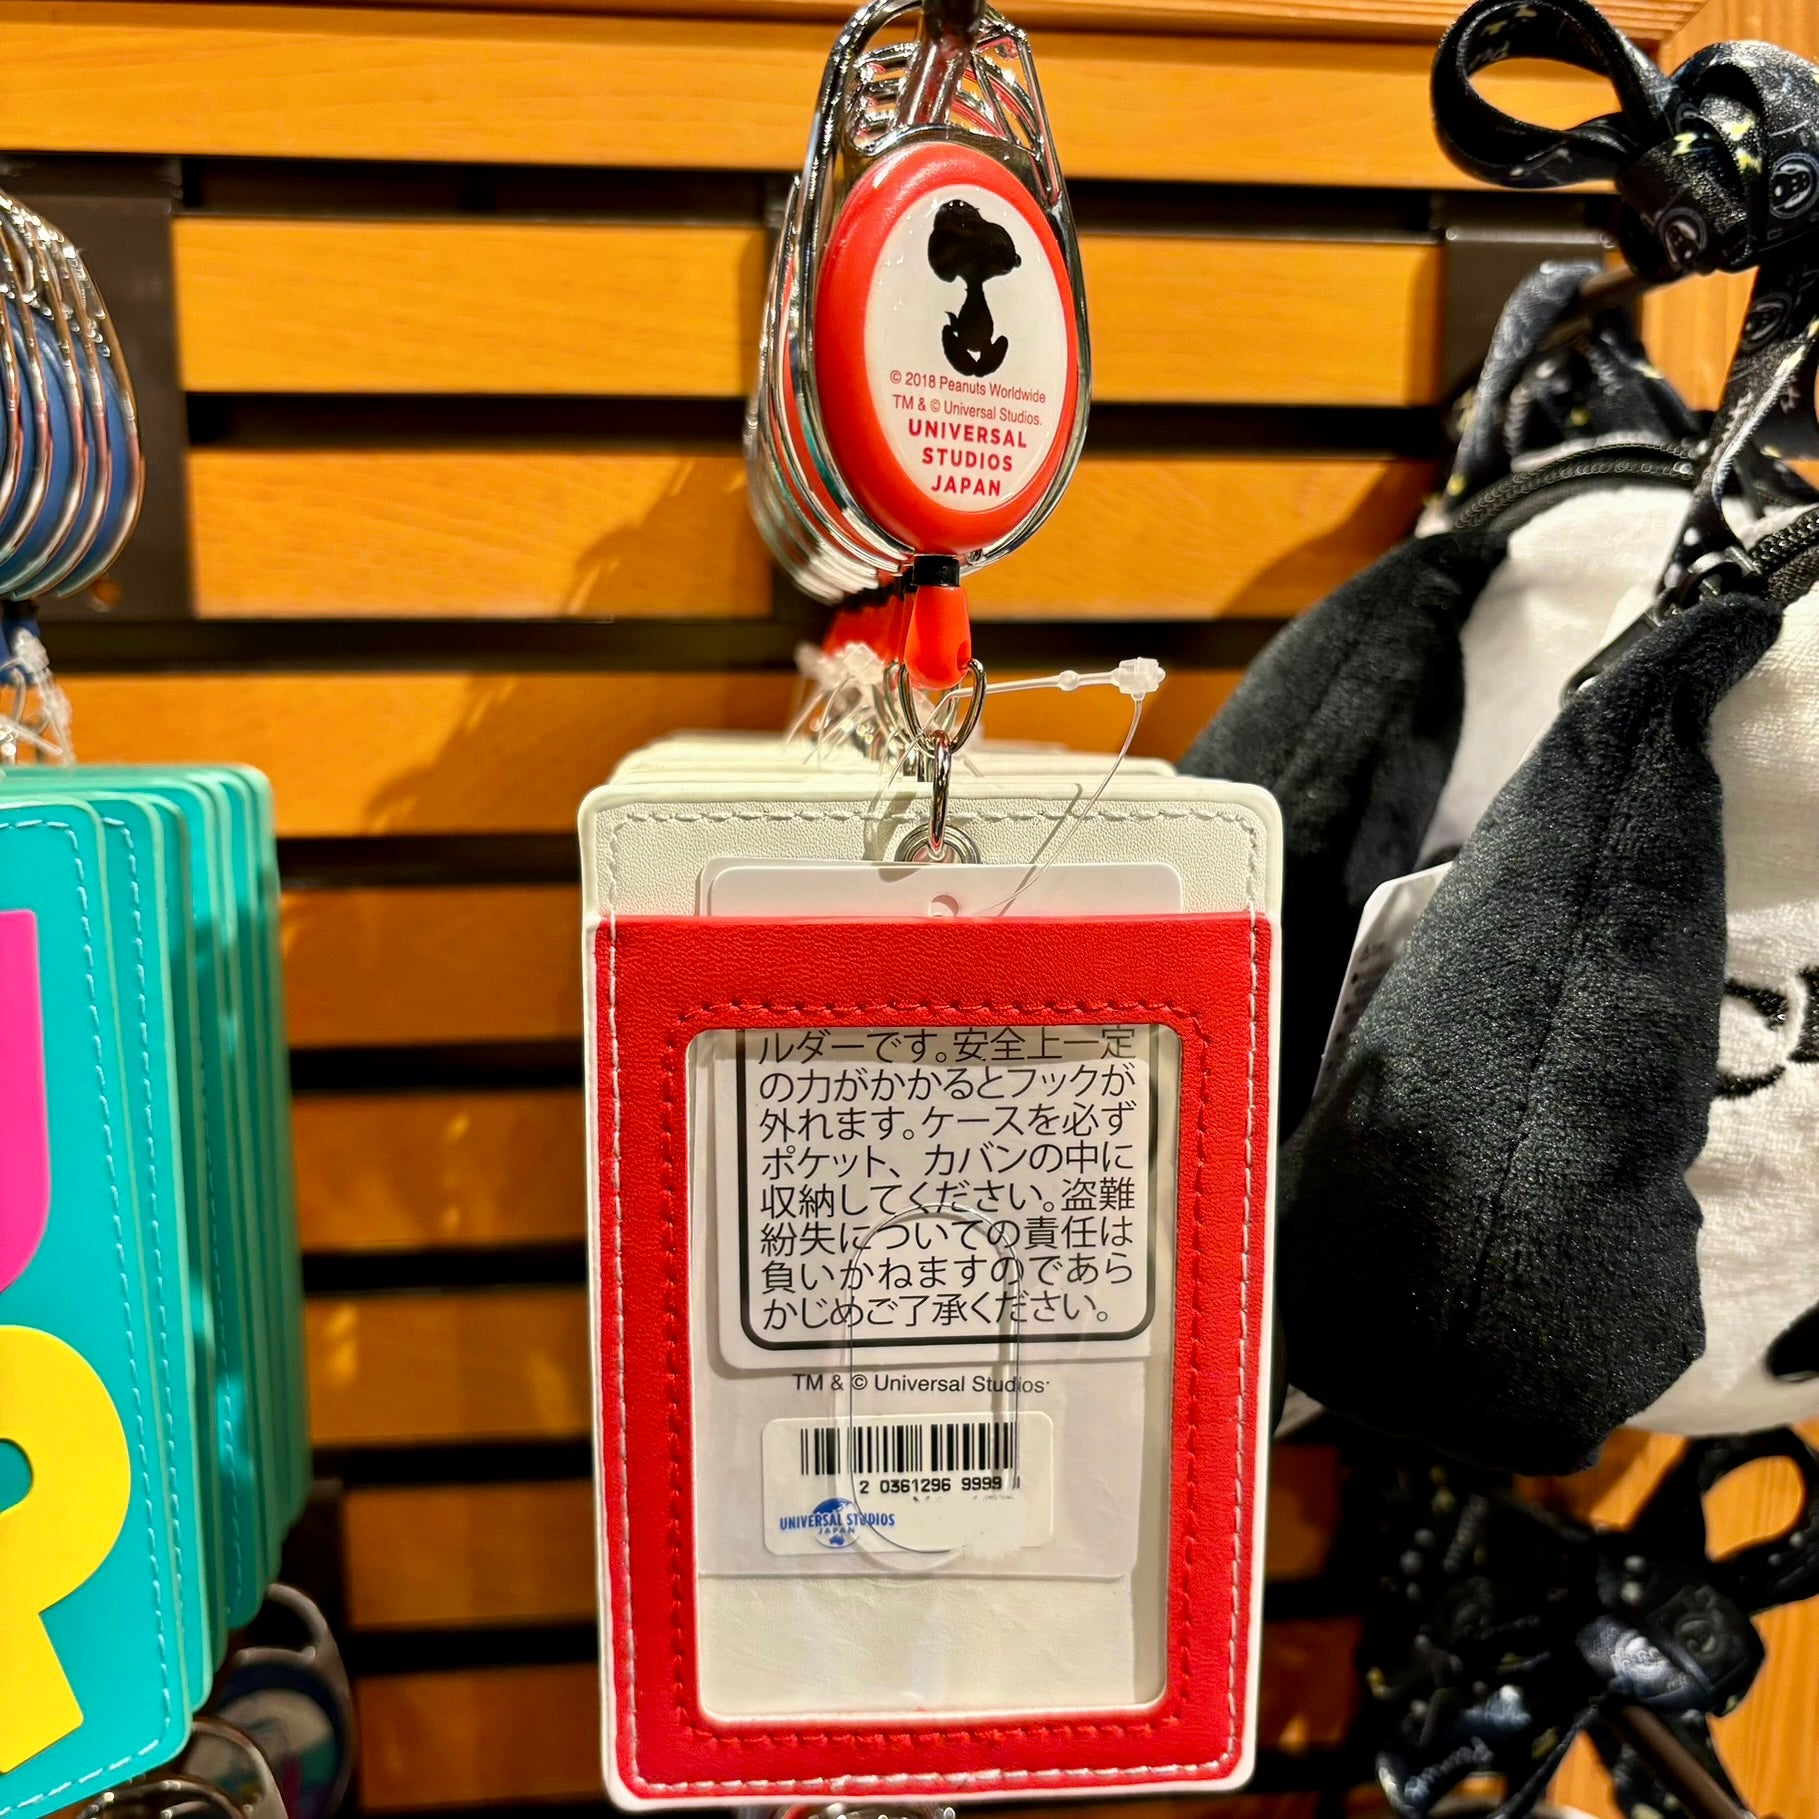 © 2018 Peanuts Worldwide
TM & © Universal Studios.
UNIVERSAL
STUDIOS
JAPAN
ルダーです。安全上一定
の力がかかるとフックが
外れます。ケースを必ず
ポケット、カバンの中に
収納してください。盗難
紛失についての責任は
負いかねますのであら
かじめご了承ください。
TM & © Universal Studios
2 0361296 9999
UNIVERSAL STUDIOS
JAPAN